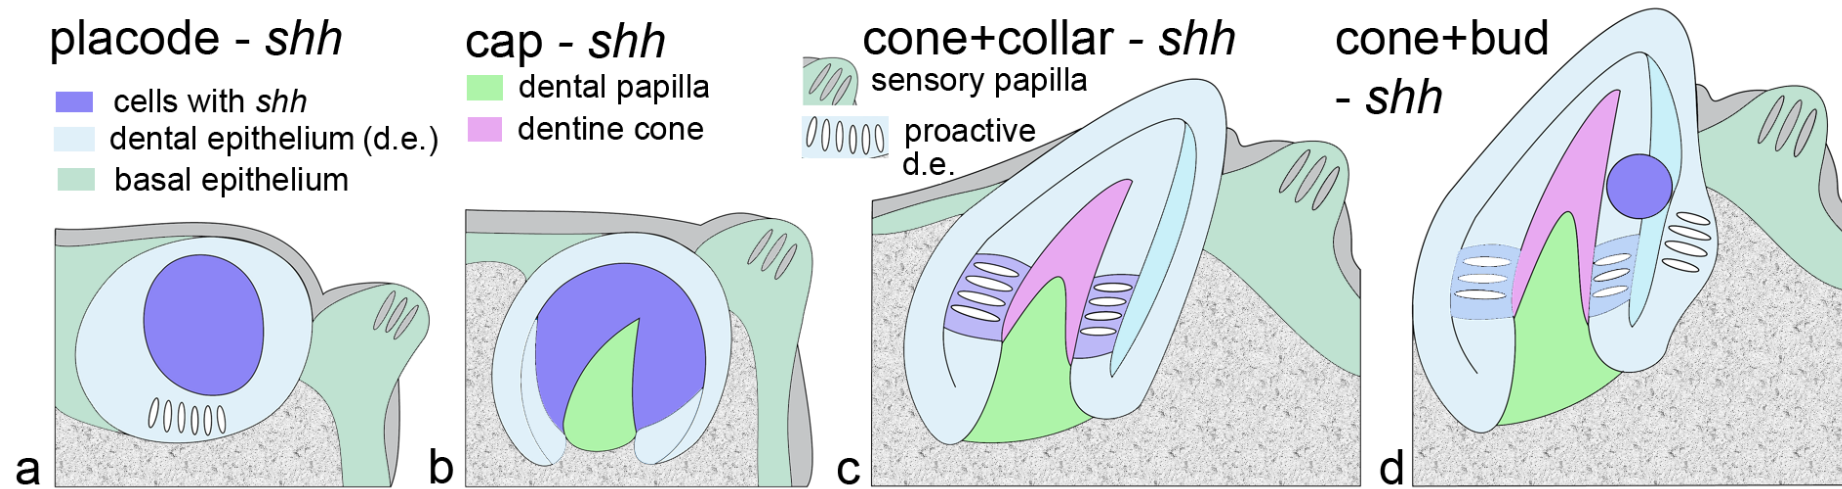 placode - shh
cells with shh
dental epithelium (d.e.)
basal epithelium
a
cap - shh
dental papilla
dentine cone
b
cone+collar - shh
sensory papilla
proactive
d.e.
c
cone+bud
- shh
d